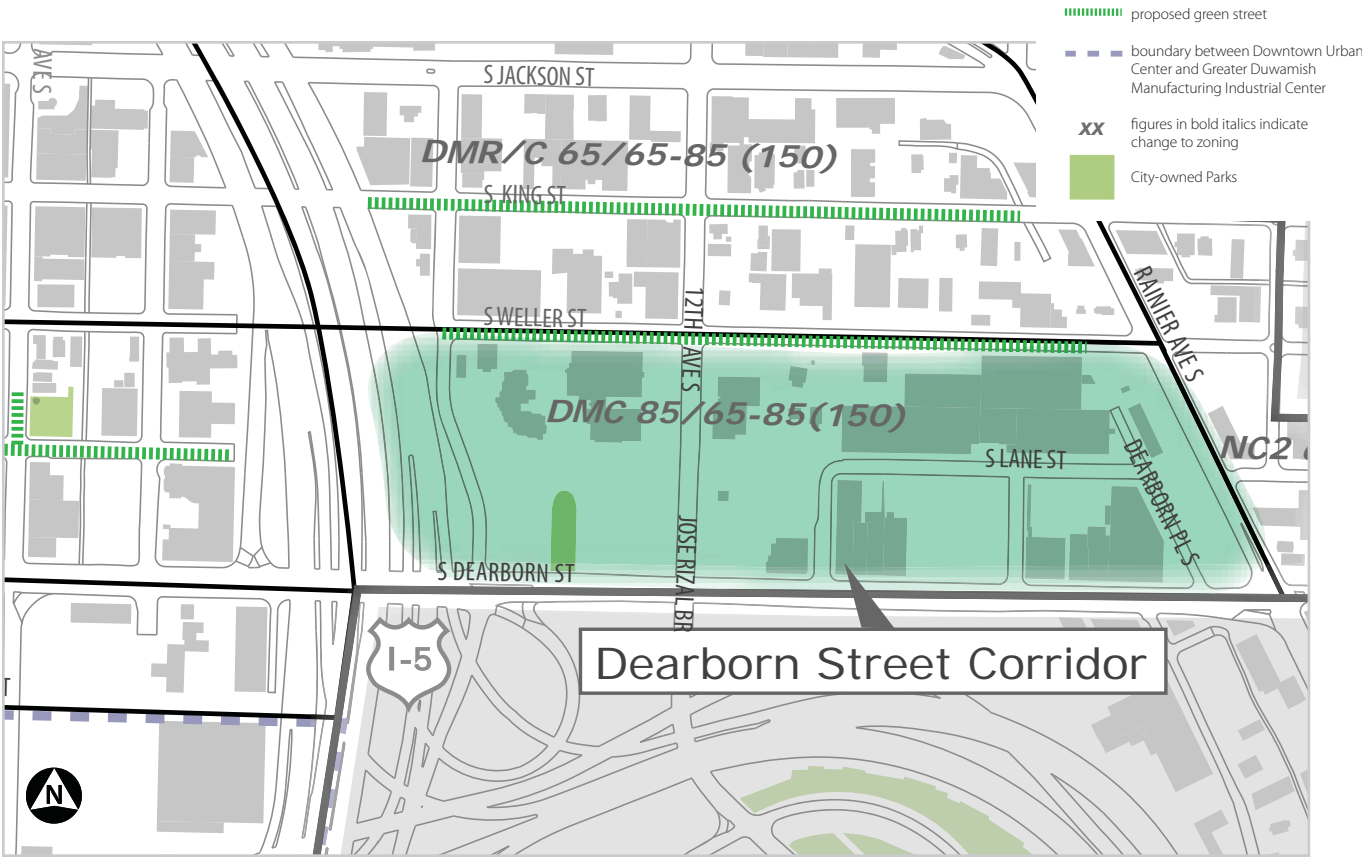 proposed green street
boundary between Downtown Urban
Center and Greater Duwamish
Manufacturing Industrial Center
xx
figures in bold italics indicate
change to zoning
City-owned Parks
AVE S
S JACKSON ST
DMR/C 65/65-85 (150)
S KING ST
RAINIER AVE S
S WELLER ST
12TH AVE S
DMC 85/65-85(150)
NC2
S LANE ST
DEARBORN PL S
JOSE RIZAL BR
S DEARBORN ST
I-5
Dearborn Street Corridor
T
N